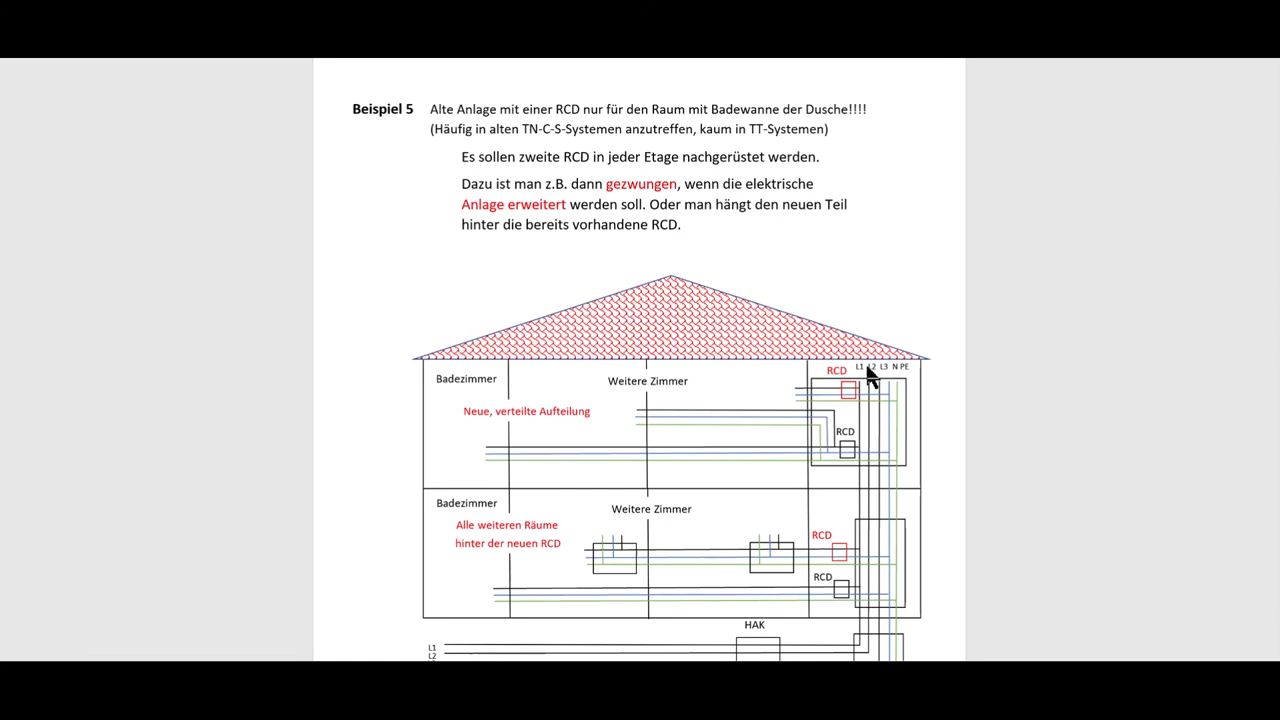 Beispiel 5 Alte Anlage mit einer RCD nur für den Raum mit Badewanne der Dusche!!!!
(Häufig in alten TN-C-S-Systemen anzutreffen, kaum in TT-Systemen)
Es sollen zweite RCD in jeder Etage nachgerüstet werden.
Dazu ist man z.B. dann gezwungen, wenn die elektrische
Anlage erweitert werden soll. Oder man hängt den neuen Teil
hinter die bereits vorhandene RCD.
RCD L1 L2 L3 N PE
Badezimmer Weitere Zimmer
Neue, verteilte Aufteilung
RCD
Badezimmer Weitere Zimmer
Alle weiteren Räume
hinter der neuen RCD
RCD
RCD
HAK
L1
L2